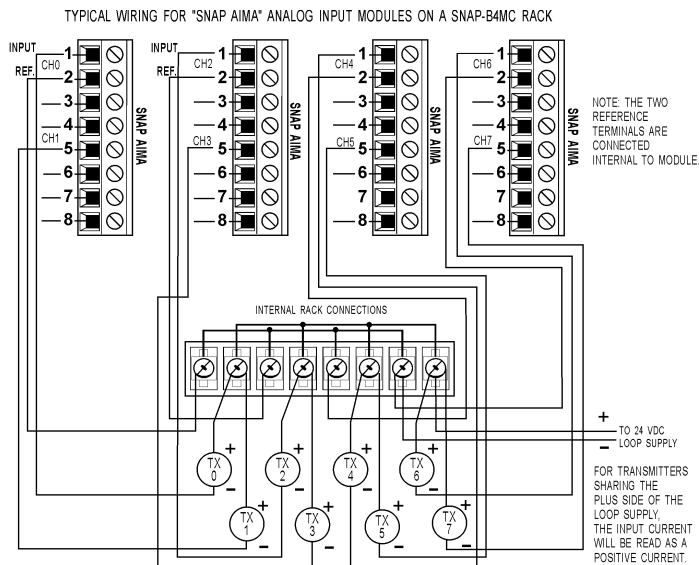 TYPICAL WIRING FOR "SNAP AIMA" ANALOG INPUT MODULES ON A SNAP-B4MC RACK
INPUT
REF.
CH0
CH1
1
2
3
4
5
6
7
8
SNAP AIMA
INPUT
REF.
CH2
CH3
1
2
3
4
5
6
7
8
SNAP AIMA
CH4
CH5
1
2
3
4
5
6
7
8
SNAP AIMA
CH6
CH7
1
2
3
4
5
6
7
8
SNAP AIMA
NOTE: THE TWO
REFERENCE
TERMINALS ARE
CONNECTED
INTERNAL TO MODULE.
INTERNAL RACK CONNECTIONS
+
TO 24 VDC
LOOP SUPPLY
–
TX
0
+
–
TX
2
+
–
TX
4
+
–
TX
6
+
–
TX
1
+
–
TX
3
+
–
TX
5
+
–
TX
7
+
–
FOR TRANSMITTERS
SHARING THE
PLUS SIDE OF THE
LOOP SUPPLY,
THE INPUT CURRENT
WILL BE READ AS A
POSITIVE CURRENT.